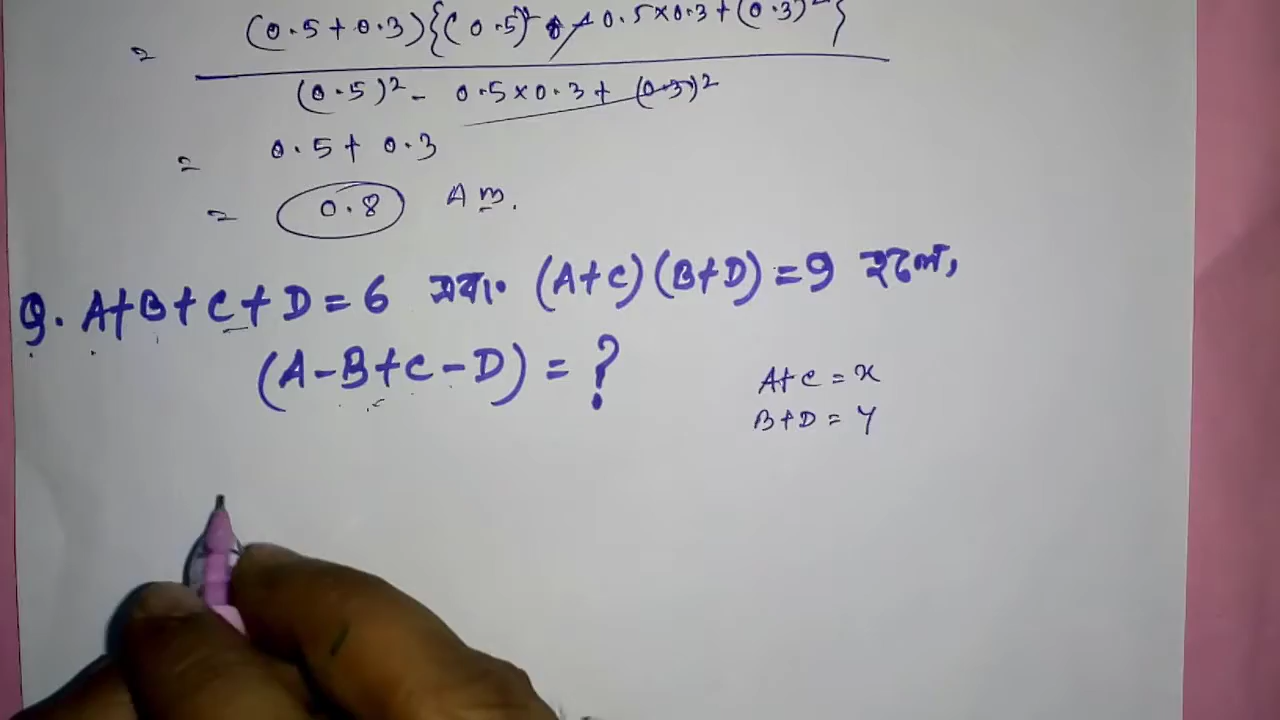 = (0.5+0.3){(0.5)² - 0.5×0.3+(0.3)²}
(0.5)² - 0.5×0.3+ (0.3)²
= 0.5+ 0.3
= 0.8 Ans.
Q. A+B+C+D=6 এবং (A+C)(B+D)=9 হলে,
(A-B+C-D) = ?
A+C = x
B+D = y